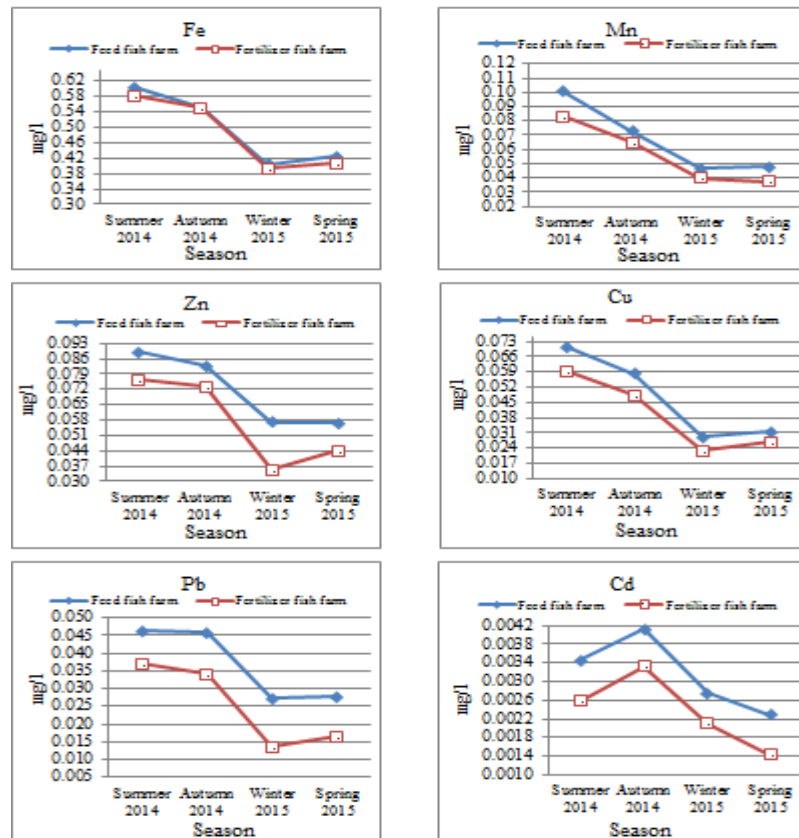 Fe
Feed fish farm Fertilizer fish farm
0.62
0.58
0.54
0.50
0.46
0.42
0.38
0.34
0.30
mg/l
Summer 2014
Autumn 2014
Winter 2015
Spring 2015
Season
Mn
Feed fish farm Fertilizer fish farm
0.12
0.11
0.10
0.09
0.08
0.07
0.06
0.05
0.04
0.03
0.02
mg/l
Summer 2014
Autumn 2014
Winter 2015
Spring 2015
Season
Zn
Feed fish farm Fertilizer fish farm
0.093
0.086
0.079
0.072
0.065
0.058
0.051
0.044
0.037
0.030
mg/l
Summer 2014
Autumn 2014
Winter 2015
Spring 2015
Season
Cu
Feed fish farm Fertilizer fish farm
0.073
0.066
0.059
0.052
0.045
0.038
0.031
0.024
0.017
0.010
mg/l
Summer 2014
Autumn 2014
Winter 2015
Spring 2015
Season
Pb
Feed fish farm Fertilizer fish farm
0.050
0.045
0.040
0.035
0.030
0.025
0.020
0.015
0.010
0.005
mg/l
Summer 2014
Autumn 2014
Winter 2015
Spring 2015
Season
Cd
Feed fish farm Fertilizer fish farm
0.0042
0.0038
0.0034
0.0030
0.0026
0.0022
0.0018
0.0014
0.0010
mg/l
Summer 2014
Autumn 2014
Winter 2015
Spring 2015
Season